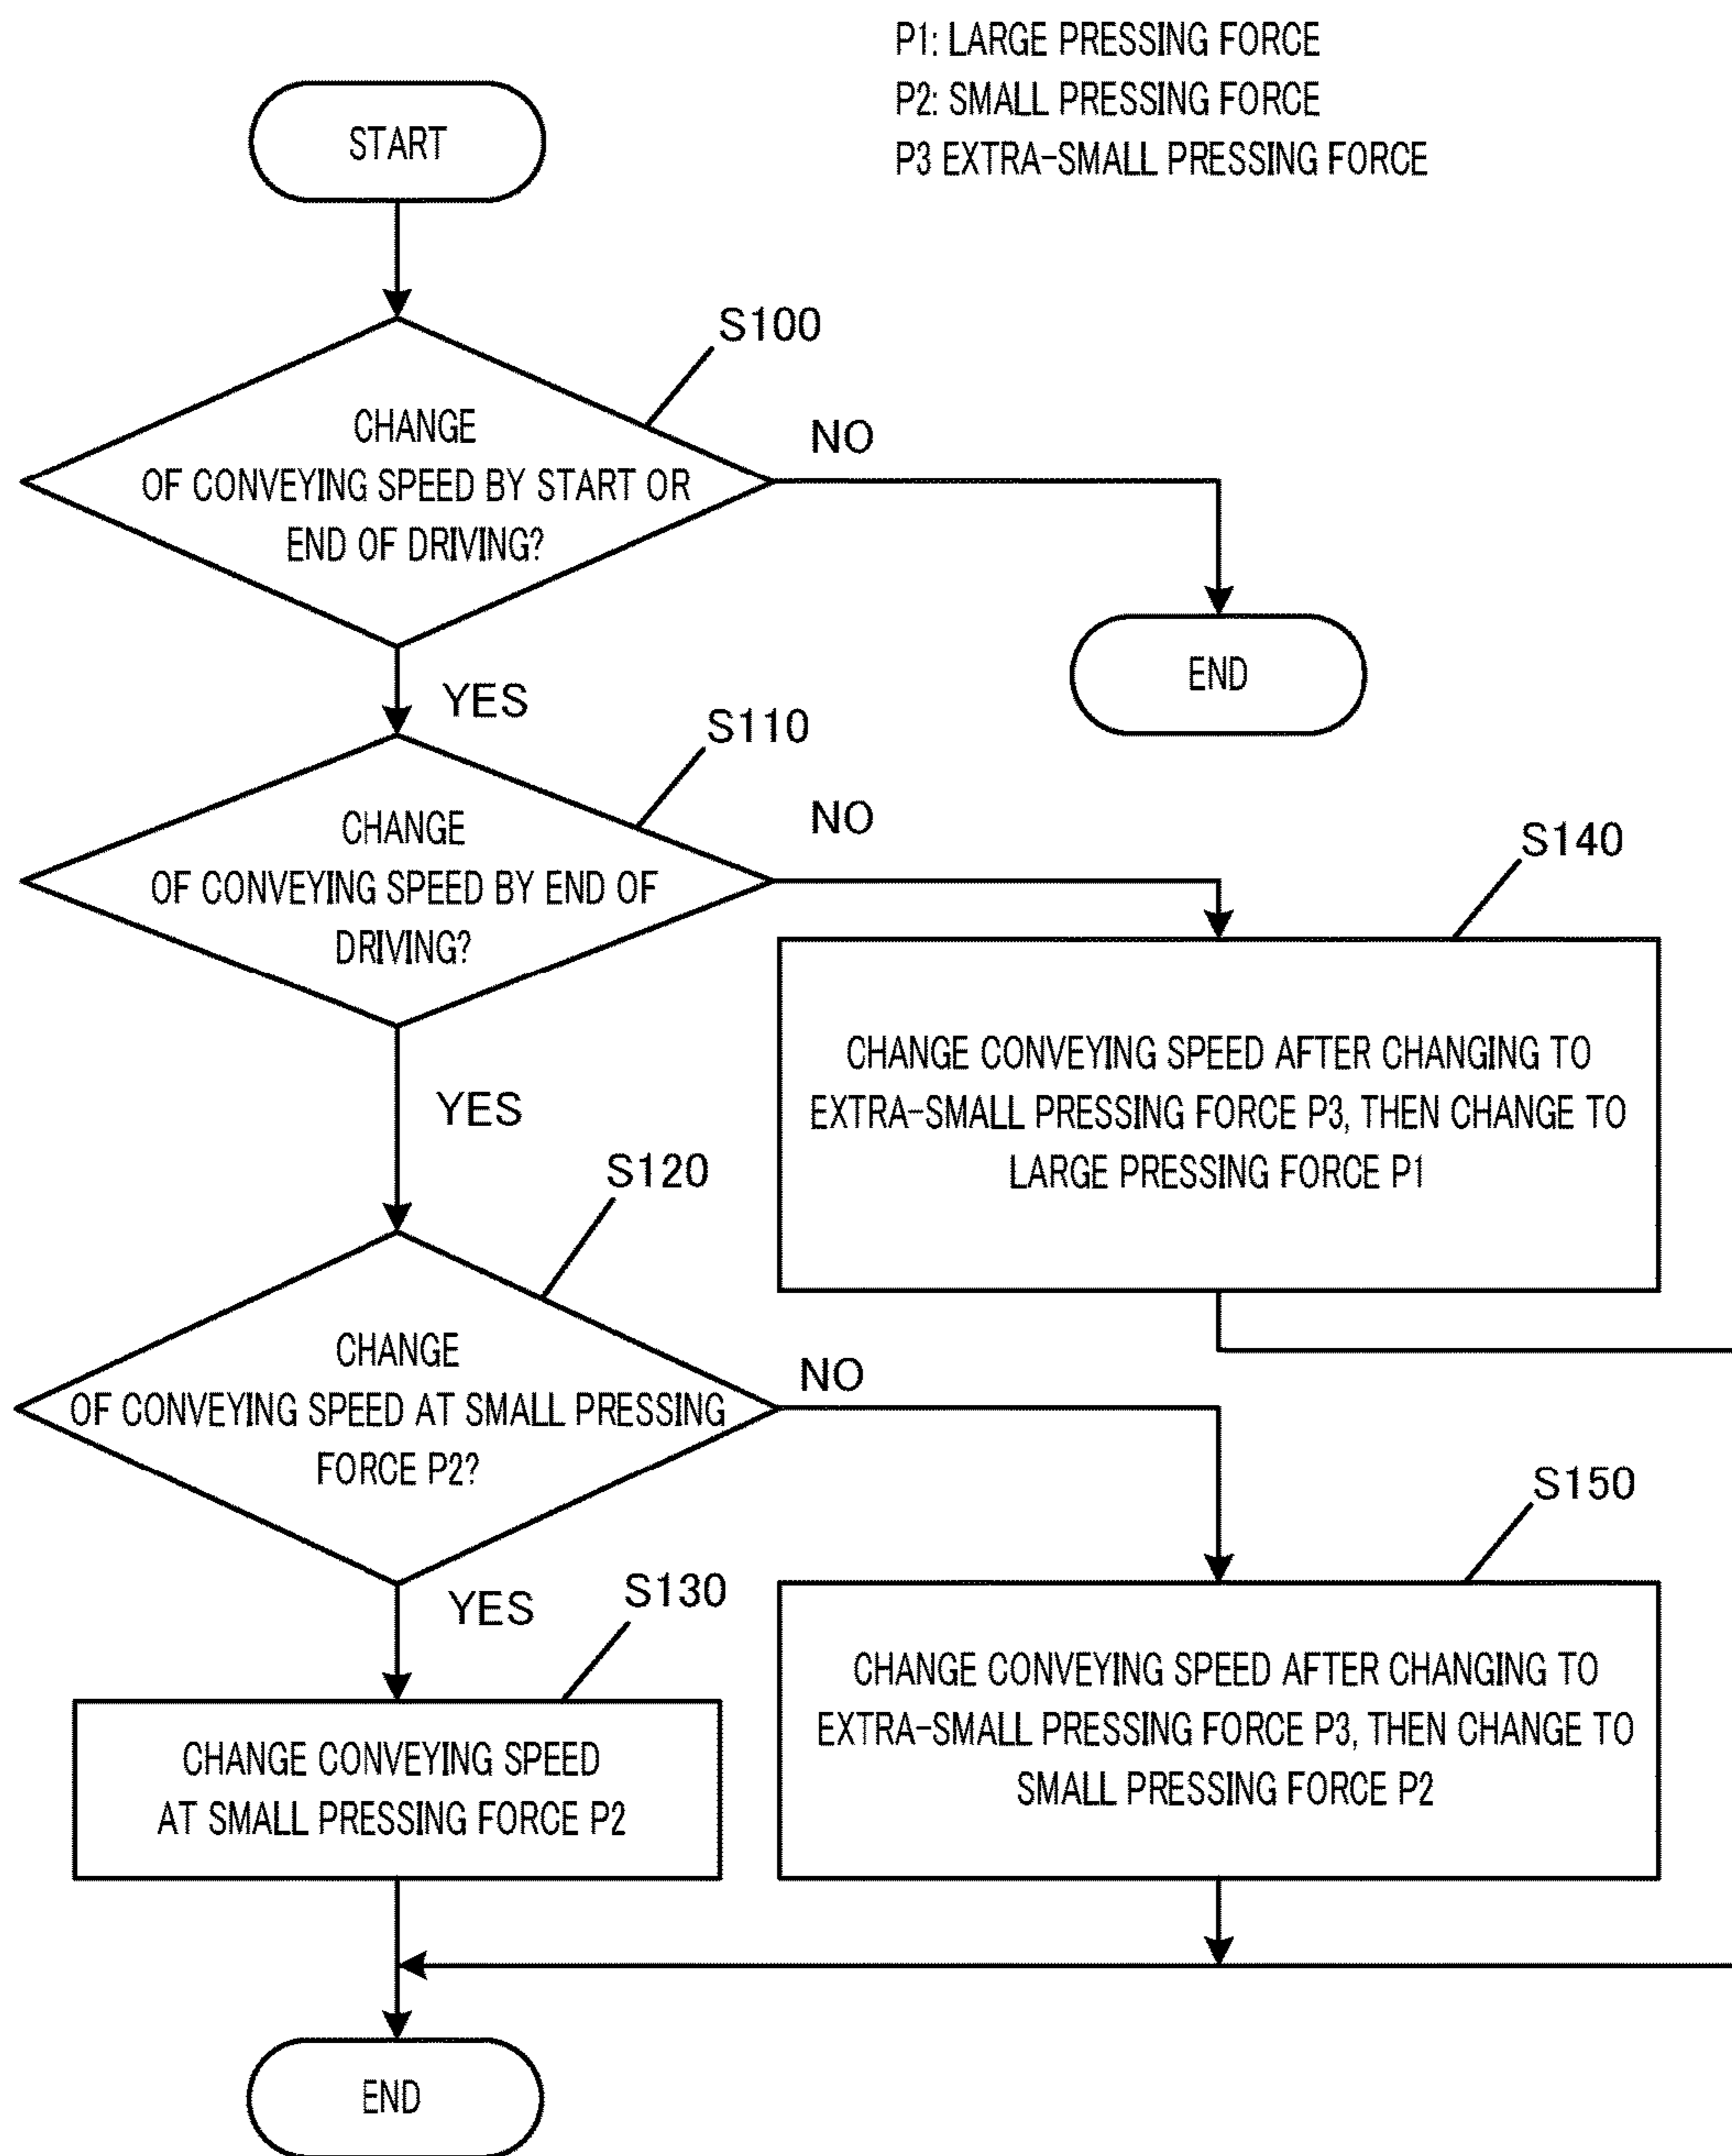 P1: LARGE PRESSING FORCE
P2: SMALL PRESSING FORCE
P3 EXTRA-SMALL PRESSING FORCE
START
S100
CHANGE
OF CONVEYING SPEED BY START OR
END OF DRIVING?
NO
END
YES
S110
CHANGE
OF CONVEYING SPEED BY END OF
DRIVING?
NO
S140
CHANGE CONVEYING SPEED AFTER CHANGING TO
EXTRA-SMALL PRESSING FORCE P3, THEN CHANGE TO
LARGE PRESSING FORCE P1
YES
S120
CHANGE
OF CONVEYING SPEED AT SMALL PRESSING
FORCE P2?
NO
S150
CHANGE CONVEYING SPEED AFTER CHANGING TO
EXTRA-SMALL PRESSING FORCE P3, THEN CHANGE TO
SMALL PRESSING FORCE P2
YES
S130
CHANGE CONVEYING SPEED
AT SMALL PRESSING FORCE P2
END